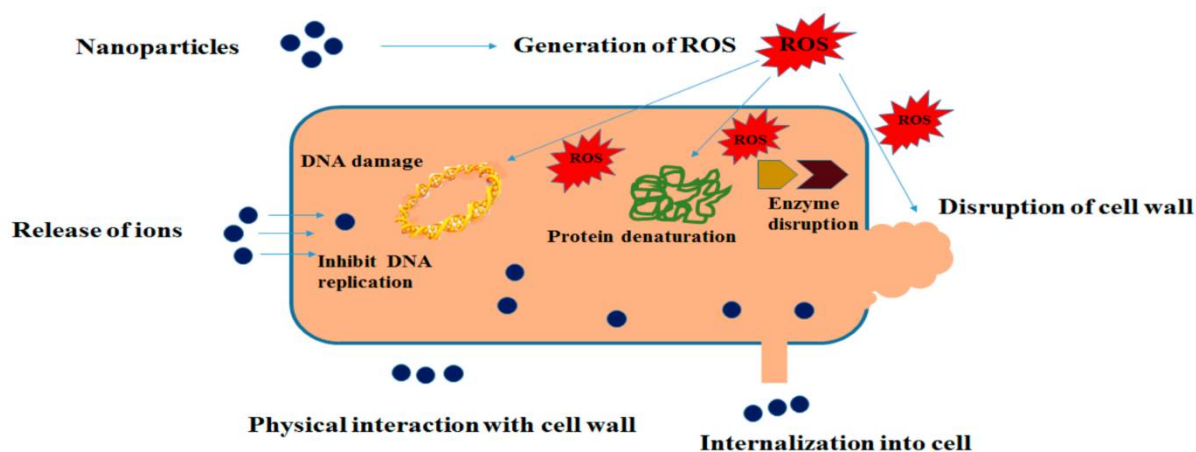 Nanoparticles
Generation of ROS
ROS
ROS
ROS
ROS
DNA damage
Enzyme
disruption
Disruption of cell wall
Release of ions
Protein denaturation
Inhibit DNA
replication
Physical interaction with cell wall
Internalization into cell